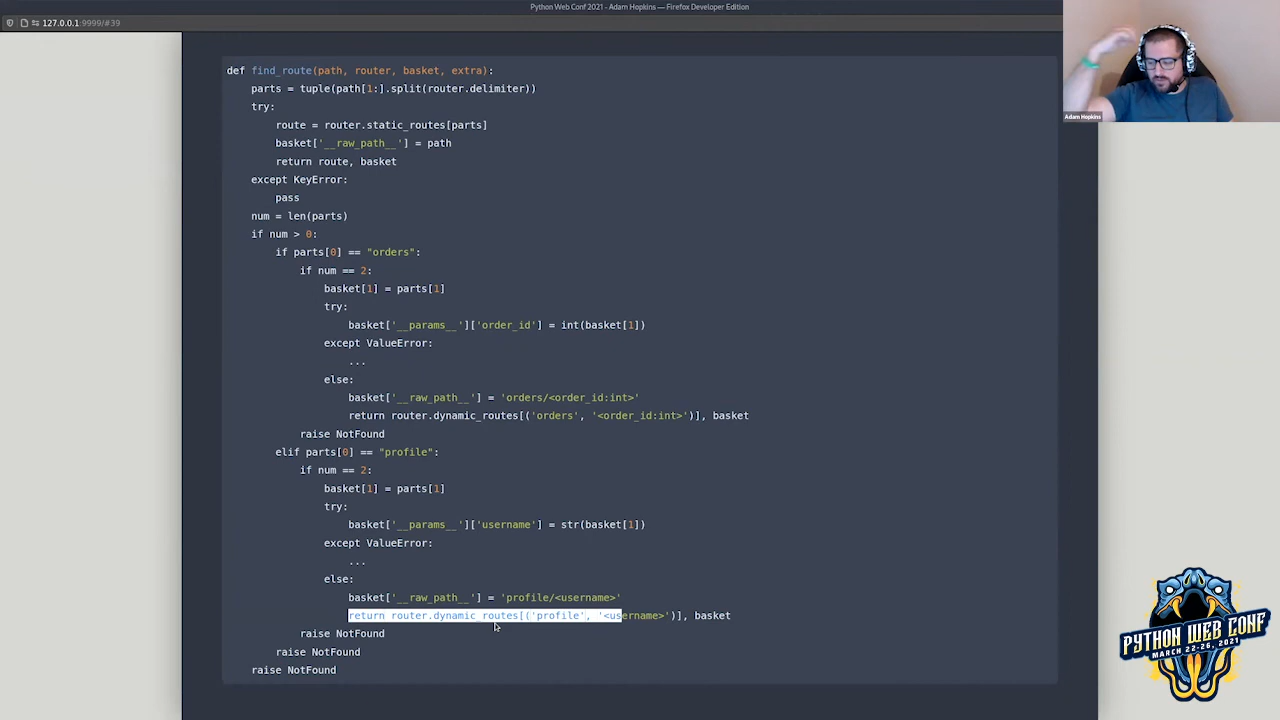 Python Web Conf 2021 - Adam Hopkins — Firefox Developer Edition
127.0.0.1:9999/#39
Adam Hopkins
def find_route(path, router, basket, extra):
    parts = tuple(path[1:].split(router.delimiter))
    try:
        route = router.static_routes[parts]
        basket['__raw_path__'] = path
        return route, basket
    except KeyError:
        pass
    num = len(parts)
    if num > 0:
        if parts[0] == "orders":
            if num == 2:
                basket[1] = parts[1]
                try:
                    basket['__params__']['order_id'] = int(basket[1])
                except ValueError:
                    ...
                else:
                    basket['__raw_path__'] = 'orders/<order_id:int>'
                    return router.dynamic_routes[('orders', '<order_id:int>')], basket
            raise NotFound
        elif parts[0] == "profile":
            if num == 2:
                basket[1] = parts[1]
                try:
                    basket['__params__']['username'] = str(basket[1])
                except ValueError:
                    ...
                else:
                    basket['__raw_path__'] = 'profile/<username>'
                    return router.dynamic_routes[('profile', '<username>')], basket
            raise NotFound
        raise NotFound
    raise NotFound
PYTHON WEB CONF
MARCH 22-26, 2021